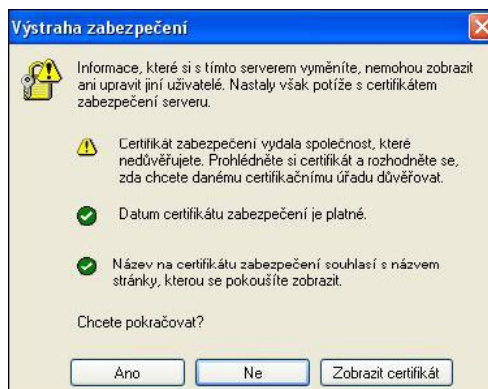 Výstraha zabezpečení
Informace, které si s tímto serverem vyměníte, nemohou zobrazit
ani upravit jiní uživatelé. Nastaly však potíže s certifikátem
zabezpečení serveru.
Certifikát zabezpečení vydala společnost, které
nedůvěřujete. Prohlédněte si certifikát a rozhodněte se,
zda chcete danému certifikačnímu úřadu důvěřovat.
Datum certifikátu zabezpečení je platné.
Název na certifikátu zabezpečení souhlasí s názvem
stránky, kterou se pokoušíte zobrazit.
Chcete pokračovat?
Ano Ne Zobrazit certifikát